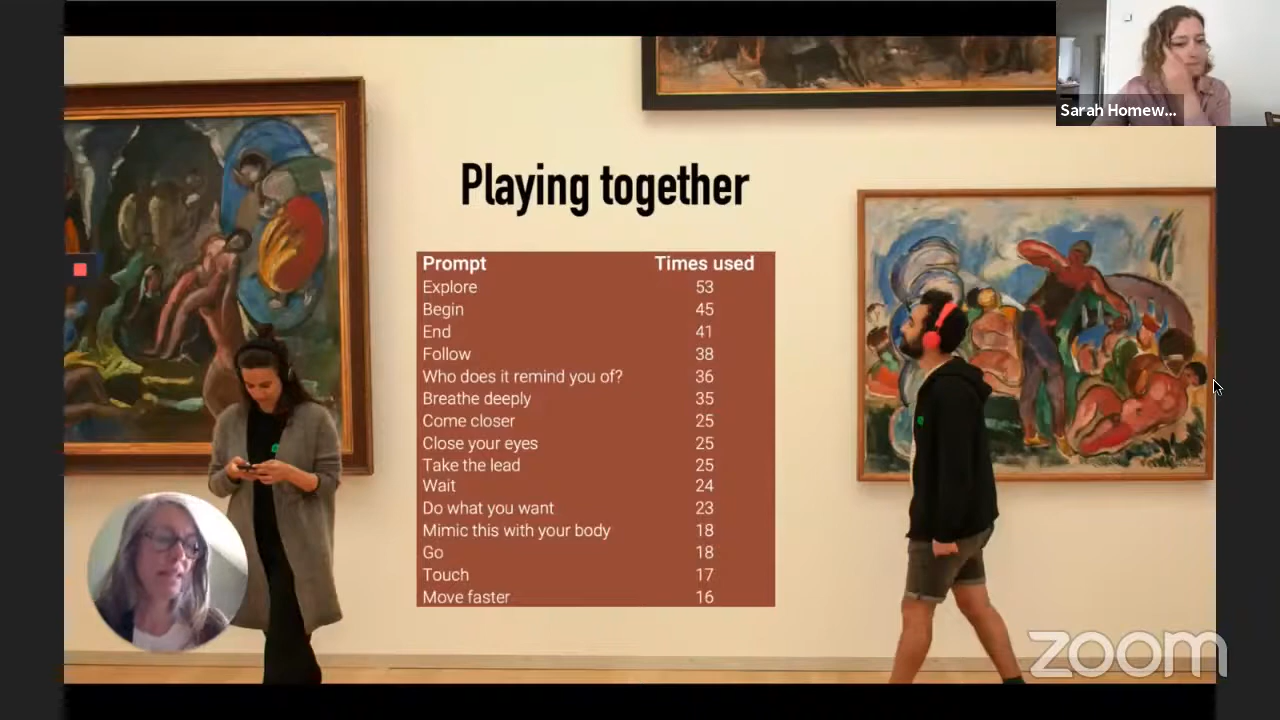 Sarah Homew...
Playing together
Prompt Times used
Explore 53
Begin 45
End 41
Follow 38
Who does it remind you of? 36
Breathe deeply 35
Come closer 25
Close your eyes 25
Take the lead 25
Wait 24
Do what you want 23
Mimic this with your body 18
Go 18
Touch 17
Move faster 16
zoom